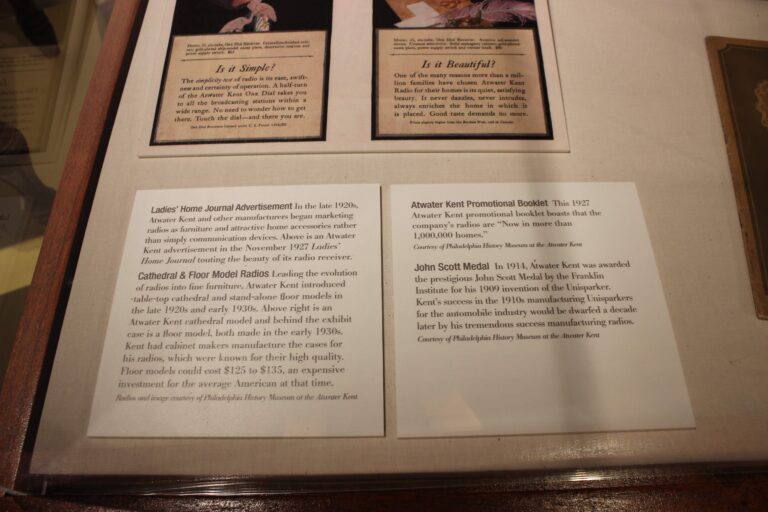 Is it Simple?
The simplicity test of radio is its ease, swift-
ness and certainty of operation. A half-turn
of the Atwater Kent One Dial takes you
to all the broadcasting stations within a
wide range. No need to wonder how to get
there. Touch the dial—and there you are.
Is it Beautiful?
One of the many reasons more than a mil-
lion families have chosen Atwater Kent
Radio for their homes is its quiet, satisfying
beauty. It never dazzles, never intrudes,
always enriches the home in which it
is placed. Good taste demands no more.
Ladies' Home Journal Advertisement In the late 1920s,
Atwater Kent and other manufacturers began marketing
radios as furniture and attractive home accessories rather
than simply communication devices. Above is an Atwater
Kent advertisement in the November 1927 Ladies'
Home Journal touting the beauty of its radio receiver.
Cathedral & Floor Model Radios Leading the evolution
of radios into fine furniture, Atwater Kent introduced
table-top cathedral and stand-alone floor models in
the late 1920s and early 1930s. Above right is an
Atwater Kent cathedral model and behind the exhibit
case is a floor model, both made in the early 1930s.
Kent had cabinet makers manufacture the cases for
his radios, which were known for their high quality.
Floor models could cost $125 to $135, an expensive
investment for the average American at that time.
Radios and image courtesy of Philadelphia History Museum at the Atwater Kent
Atwater Kent Promotional Booklet This 1927
Atwater Kent promotional booklet boasts that the
company's radios are "Now in more than
1,000,000 homes."
Courtesy of Philadelphia History Museum at the Atwater Kent
John Scott Medal In 1914, Atwater Kent was awarded
the prestigious John Scott Medal by the Franklin
Institute for his 1909 invention of the Unisparker.
Kent's success in the 1910s manufacturing Unisparkers
for the automobile industry would be dwarfed a decade
later by his tremendous success manufacturing radios.
Courtesy of Philadelphia History Museum at the Atwater Kent